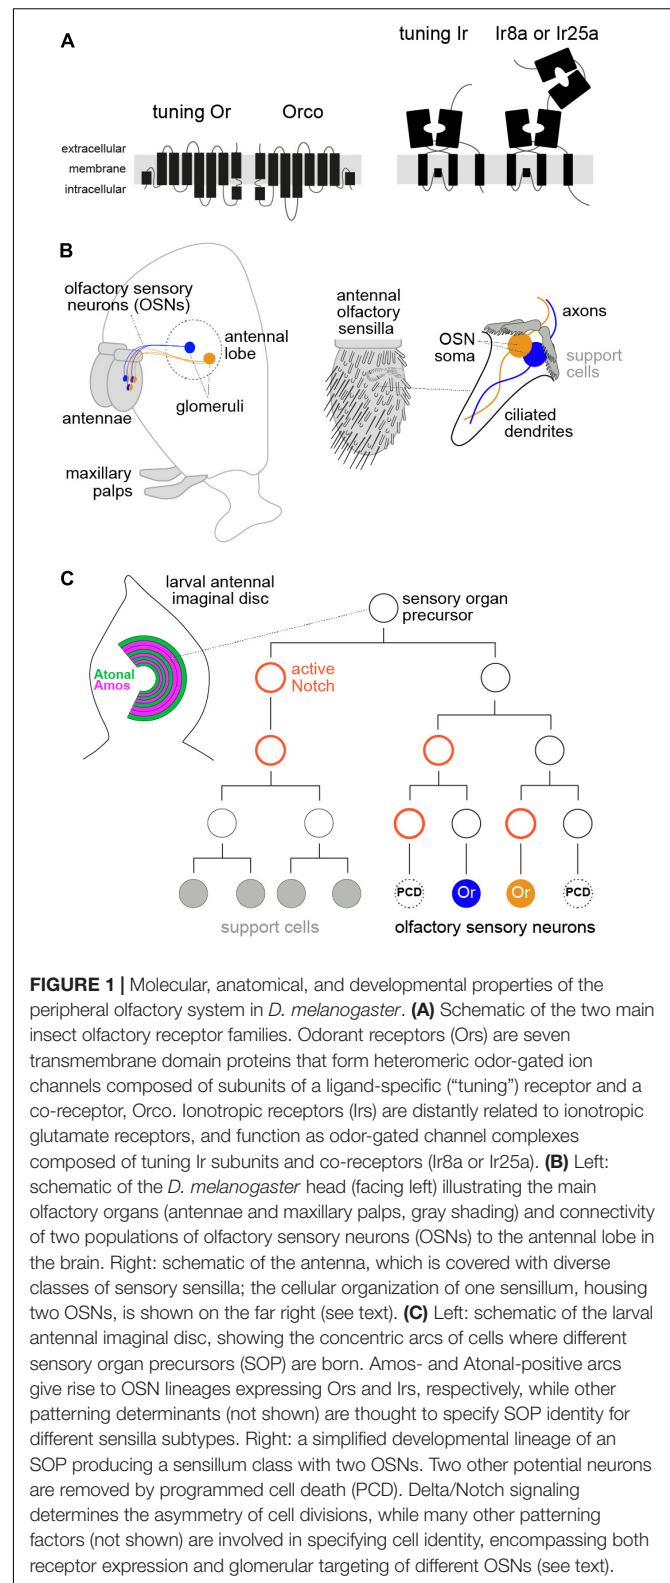 A
tuning Ir
Ir8a or Ir25a
tuning Or
Orco
extracellular
membrane
intracellular
B
olfactory sensory
neurons (OSNs)
antennal
lobe
glomeruli
antennae
maxillary
palps
antennal
olfactory
sensilla
axons
OSN
soma
support
cells
ciliated
dendrites
C
larval antennal
imaginal disc
sensory organ
precursor
Atonal
Amos
active
Notch
PCD
Or
Or
PCD
support cells
olfactory sensory neurons
FIGURE 1 | Molecular, anatomical, and developmental properties of the
peripheral olfactory system in D. melanogaster. (A) Schematic of the two main
insect olfactory receptor families. Odorant receptors (Ors) are seven
transmembrane domain proteins that form heteromeric odor-gated ion
channels composed of subunits of a ligand-specific (“tuning”) receptor and a
co-receptor, Orco. Ionotropic receptors (Irs) are distantly related to ionotropic
glutamate receptors, and function as odor-gated channel complexes
composed of tuning Ir subunits and co-receptors (Ir8a or Ir25a). (B) Left:
schematic of the D. melanogaster head (facing left) illustrating the main
olfactory organs (antennae and maxillary palps, gray shading) and connectivity
of two populations of olfactory sensory neurons (OSNs) to the antennal lobe in
the brain. Right: schematic of the antenna, which is covered with diverse
classes of sensory sensilla; the cellular organization of one sensillum, housing
two OSNs, is shown on the far right (see text). (C) Left: schematic of the larval
antennal imaginal disc, showing the concentric arcs of cells where different
sensory organ precursors (SOP) are born. Amos- and Atonal-positive arcs
give rise to OSN lineages expressing Ors and Irs, respectively, while other
patterning determinants (not shown) are thought to specify SOP identity for
different sensilla subtypes. Right: a simplified developmental lineage of an
SOP producing a sensillum class with two OSNs. Two other potential neurons
are removed by programmed cell death (PCD). Delta/Notch signaling
determines the asymmetry of cell divisions, while many other patterning
factors (not shown) are involved in specifying cell identity, encompassing both
receptor expression and glomerular targeting of different OSNs (see text).